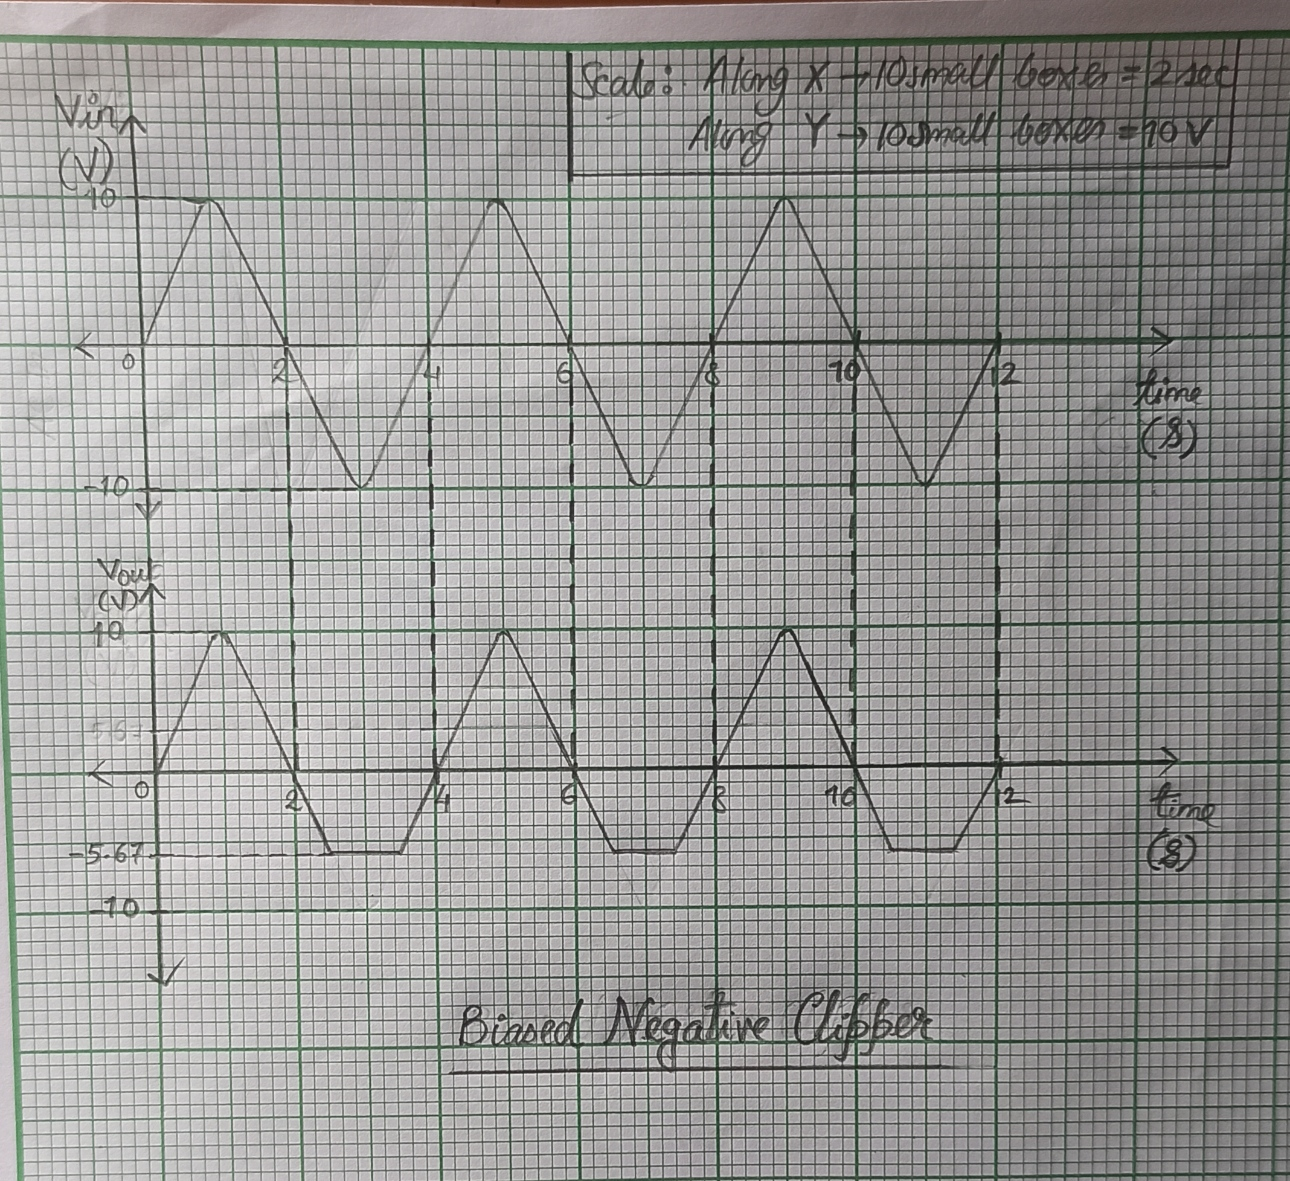 Scale: Along X → 10 small boxes = 2 sec
Along Y → 10 small boxes = 10 V
Vin
(V)
10
0 2 4 6 8 10 12
time
(s)
-10
Vout
(V)
10
5.67
0 2 4 6 8 10 12
time
(s)
-5.67
-10
Biased Negative Clipper